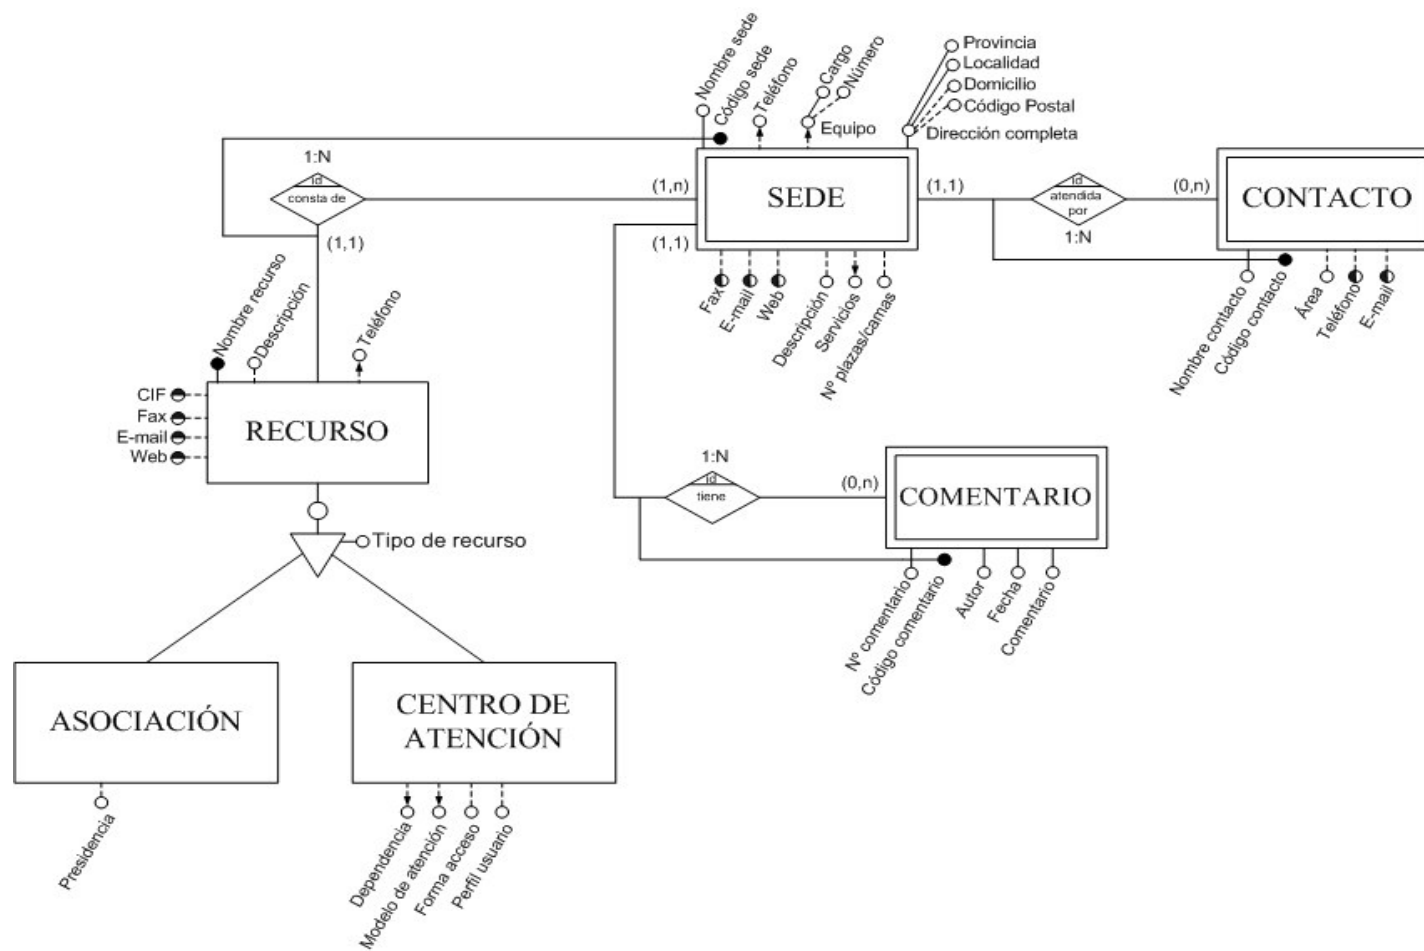 Nombre sede
Código sede
Teléfono
Cargo
Número
Equipo
Provincia
Localidad
Domicilio
Código Postal
Dirección completa
1:N
id
consta de
(1,n)
SEDE
(1,1)
id
atendida
por
1:N
(0,n)
CONTACTO
(1,1)
(1,1)
Fax
E-mail
Web
Descripción
Servicios
Nº plazas/camas
Nombre contacto
Código contacto
Área
Teléfono
E-mail
Nombre recurso
Descripción
Teléfono
CIF
Fax
E-mail
Web
RECURSO
1:N
id
tiene
(0,n)
COMENTARIO
Tipo de recurso
Nº comentario
Código comentario
Autor
Fecha
Comentario
ASOCIACIÓN
CENTRO DE
ATENCIÓN
Presidencia
Dependencia
Modelo de atención
Forma acceso
Perfil usuario